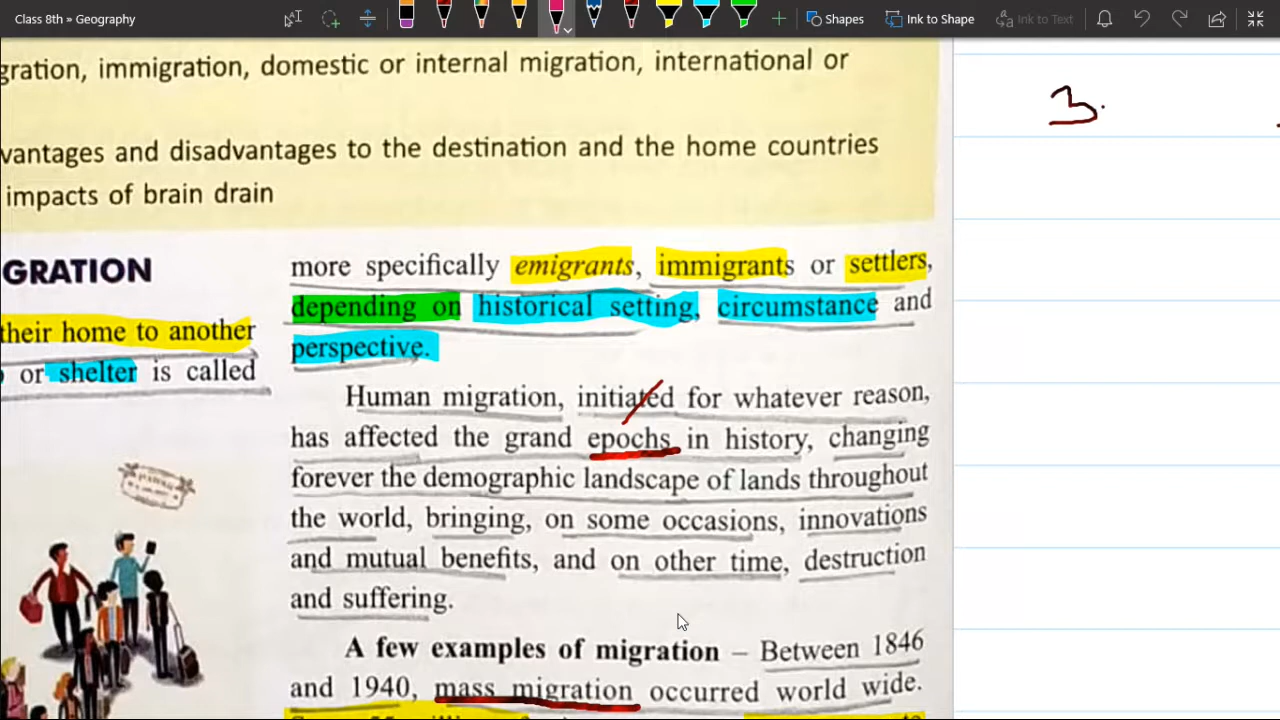 Class 8th » Geography
Shapes
Ink to Shape
Ink to Text
gration, immigration, domestic or internal migration, international or
vantages and disadvantages to the destination and the home countries
impacts of brain drain
3.
GRATION
their home to another
or shelter is called
more specifically emigrants, immigrants or settlers,
depending on historical setting, circumstance and
perspective.
Human migration, initiated for whatever reason,
has affected the grand epochs in history, changing
forever the demographic landscape of lands throughout
the world, bringing, on some occasions, innovations
and mutual benefits, and on other time, destruction
and suffering.
A few examples of migration – Between 1846
and 1940, mass migration occurred world wide.